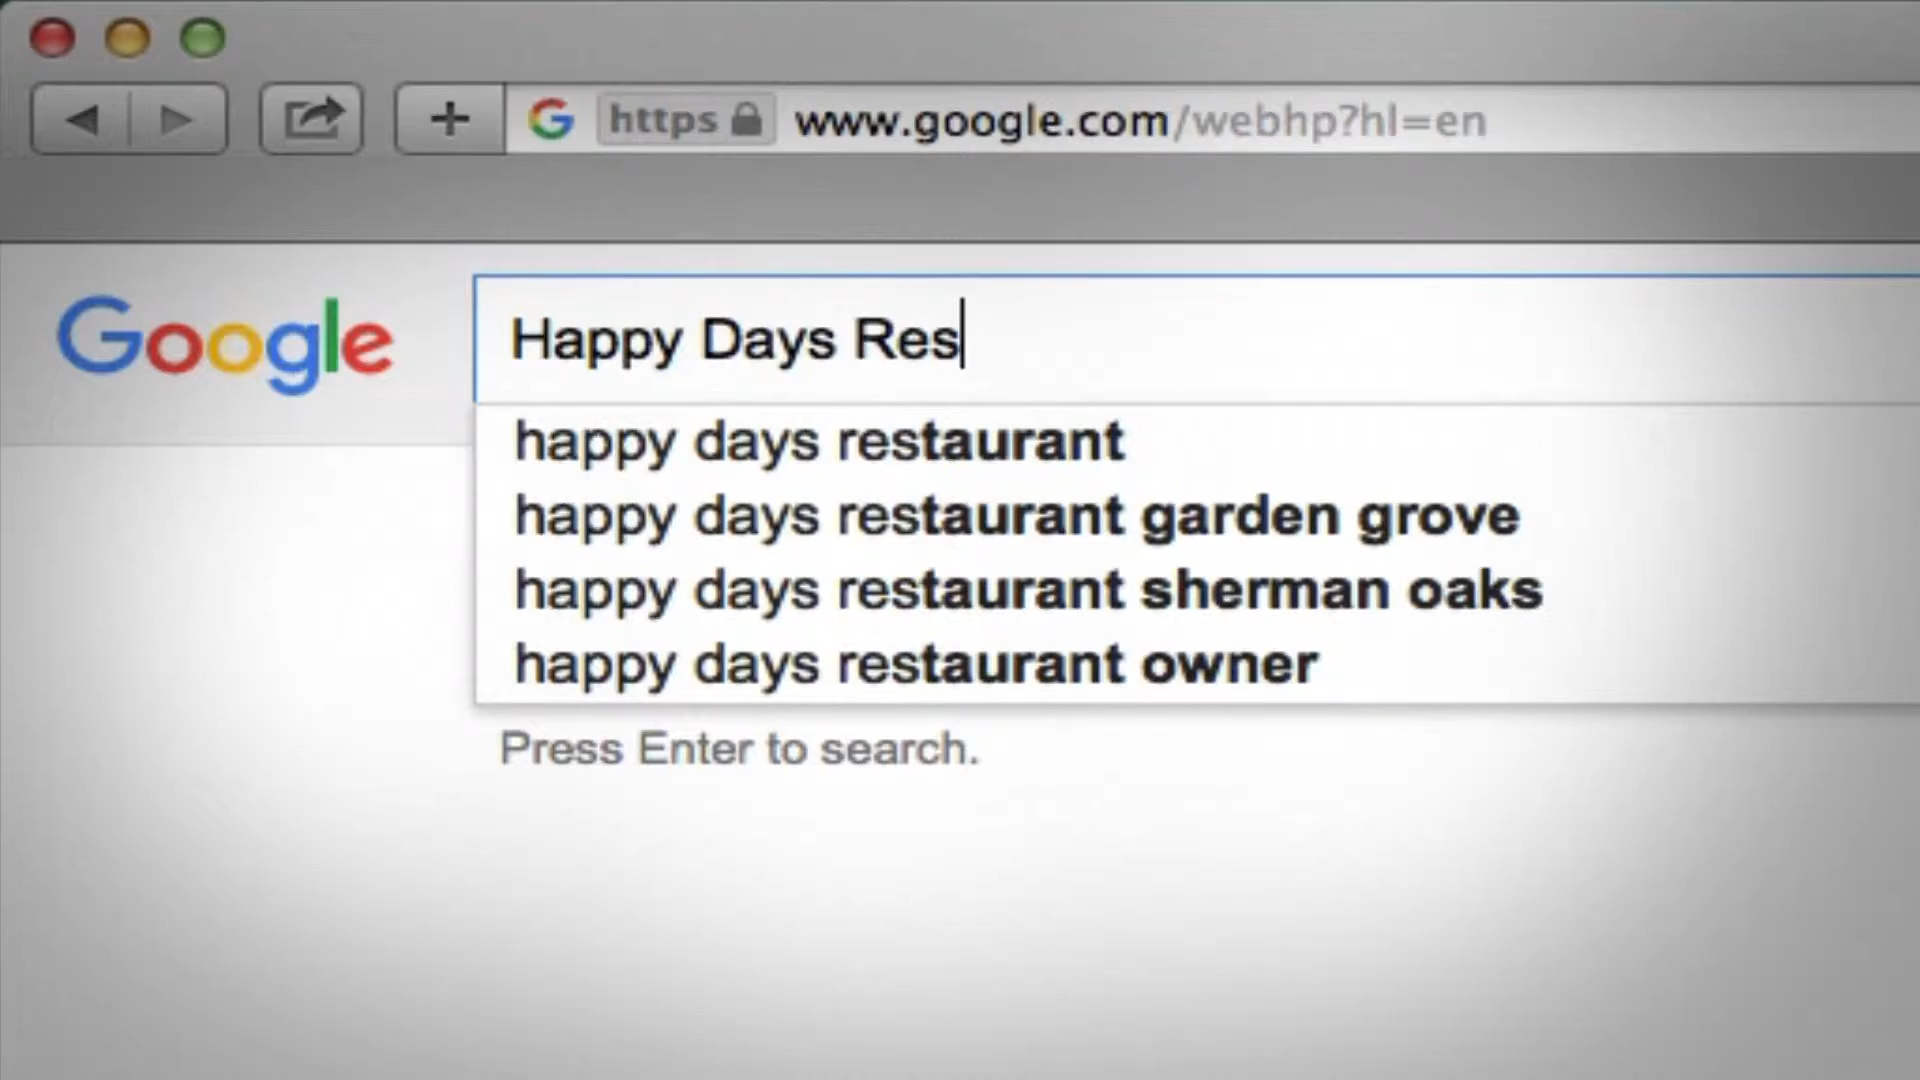 https www.google.com/webhp?hl=en
Google Happy Days Res
happy days restaurant
happy days restaurant garden grove
happy days restaurant sherman oaks
happy days restaurant owner
Press Enter to search.